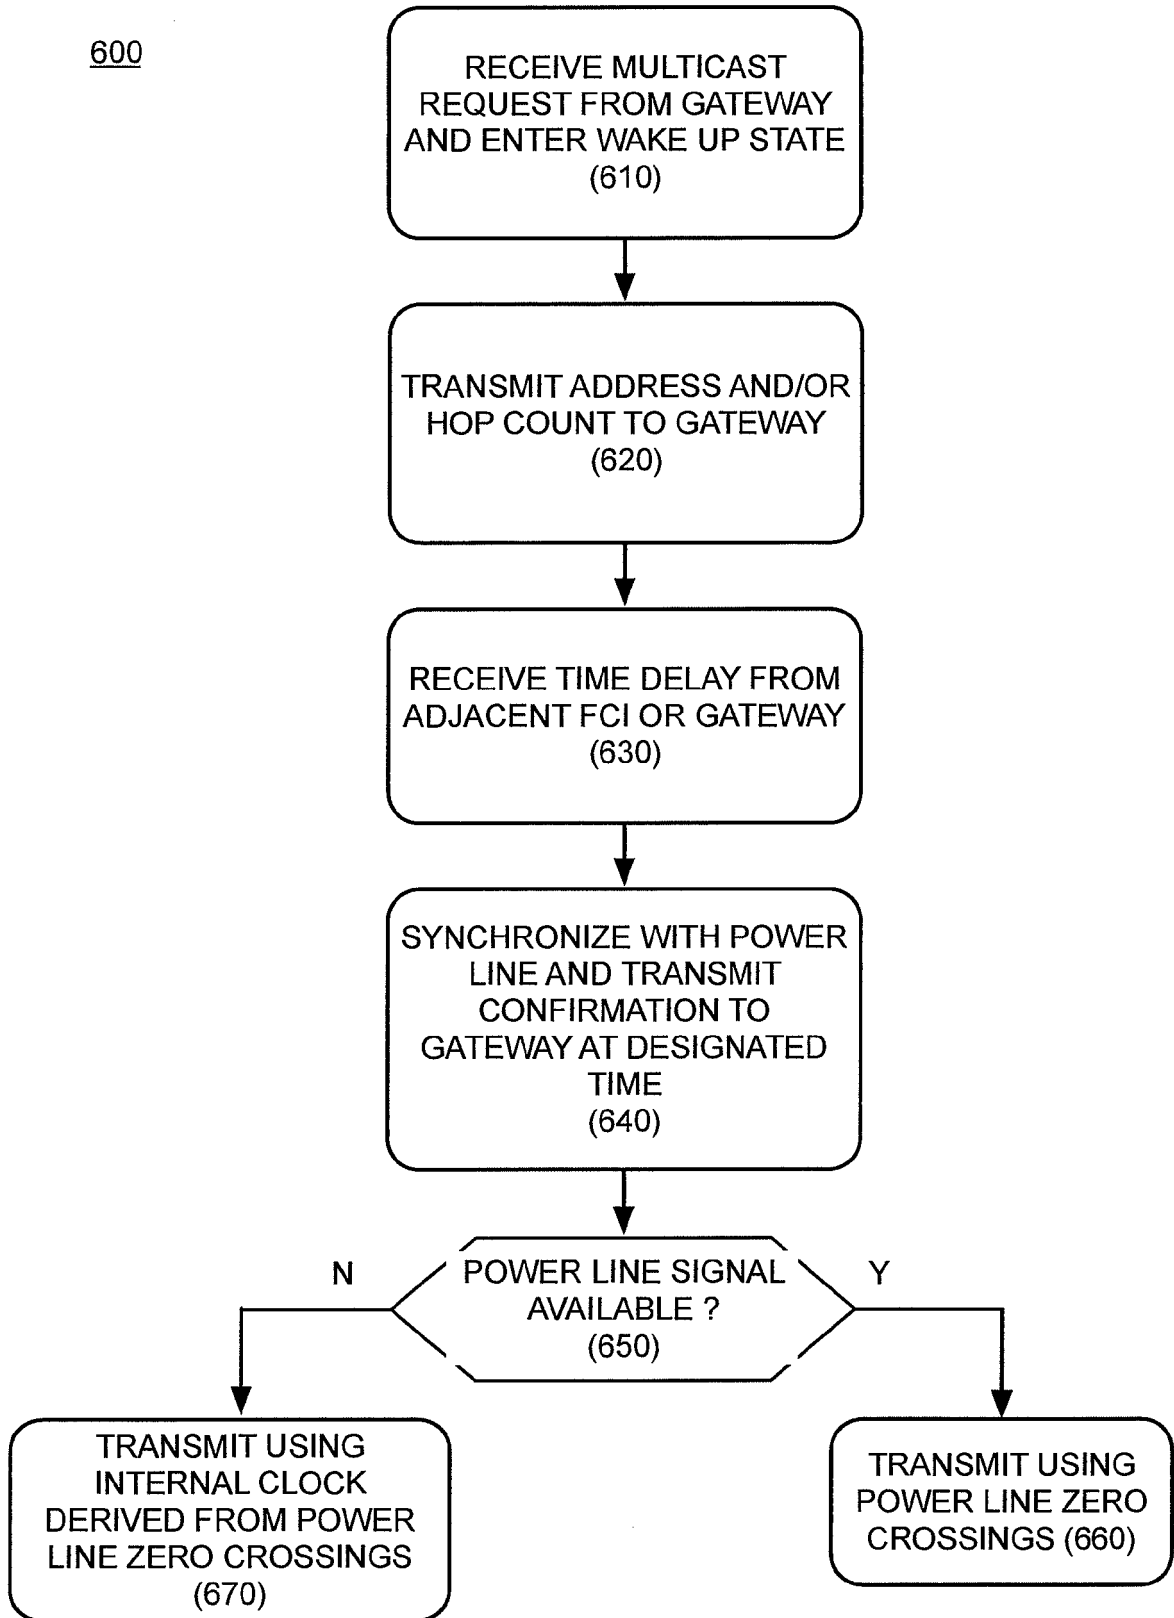 600
RECEIVE MULTICAST
REQUEST FROM GATEWAY
AND ENTER WAKE UP STATE
(610)
TRANSMIT ADDRESS AND/OR
HOP COUNT TO GATEWAY
(620)
RECEIVE TIME DELAY FROM
ADJACENT FCI OR GATEWAY
(630)
SYNCHRONIZE WITH POWER
LINE AND TRANSMIT
CONFIRMATION TO
GATEWAY AT DESIGNATED
TIME
(640)
N
POWER LINE SIGNAL
AVAILABLE ?
(650)
Y
TRANSMIT USING
INTERNAL CLOCK
DERIVED FROM POWER
LINE ZERO CROSSINGS
(670)
TRANSMIT USING
POWER LINE ZERO
CROSSINGS (660)